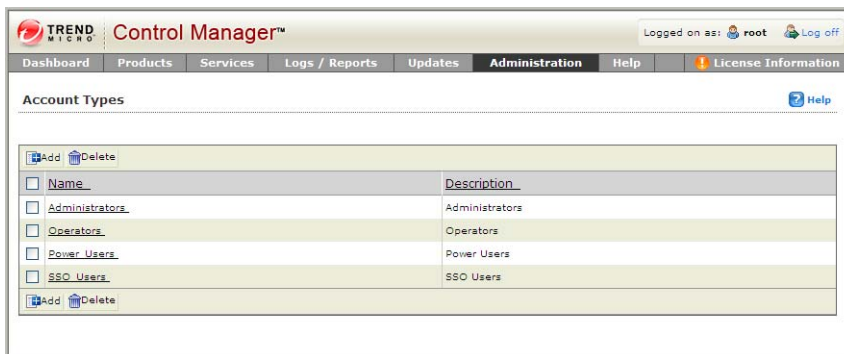 TREND MICRO Control Manager™ Logged on as: root Log off
Dashboard Products Services Logs / Reports Updates Administration Help License Information
Account Types Help
Add Delete
Name Description
Administrators Administrators
Operators Operators
Power Users Power Users
SSO Users SSO Users
Add Delete